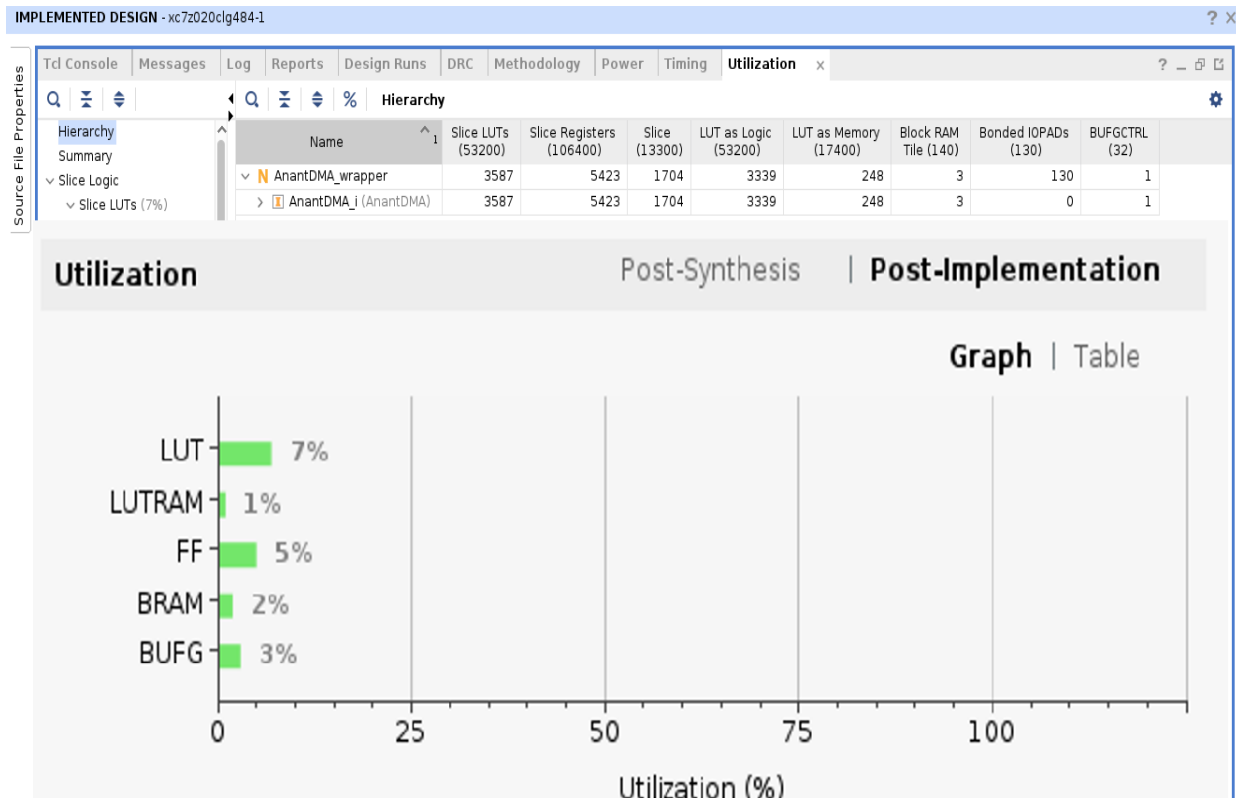 IMPLEMENTED DESIGN - xc7z020clg484-1 ? X
Source File Properties
Tcl Console Messages Log Reports Design Runs DRC Methodology Power Timing Utilization x ?
% Hierarchy
Hierarchy
Summary
Slice Logic
Slice LUTs (7%)
Name 1 Slice LUTs (53200) Slice Registers (106400) Slice (13300) LUT as Logic (53200) LUT as Memory (17400) Block RAM Tile (140) Bonded IOPADs (130) BUFGCTRL (32)
N AnantDMA_wrapper 3587 5423 1704 3339 248 3 130 1
I AnantDMA_i (AnantDMA) 3587 5423 1704 3339 248 3 0 1
Utilization Post-Synthesis | Post-Implementation
Graph | Table
LUT 7%
LUTRAM 1%
FF 5%
BRAM 2%
BUFG 3%
0 25 50 75 100
Utilization (%)